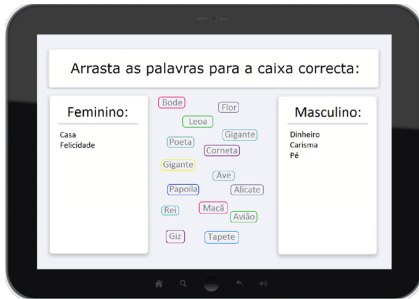 Arrasta as palavras para a caixa correcta:
Feminino:
Casa
Felicidade
Bode
Flor
Leoa
Gigante
Poeta
Corneta
Gigante
Ave
Papoila
Alicate
Rei
Macã
Avião
Giz
Tapete
Masculino:
Dinheiro
Carisma
Pé